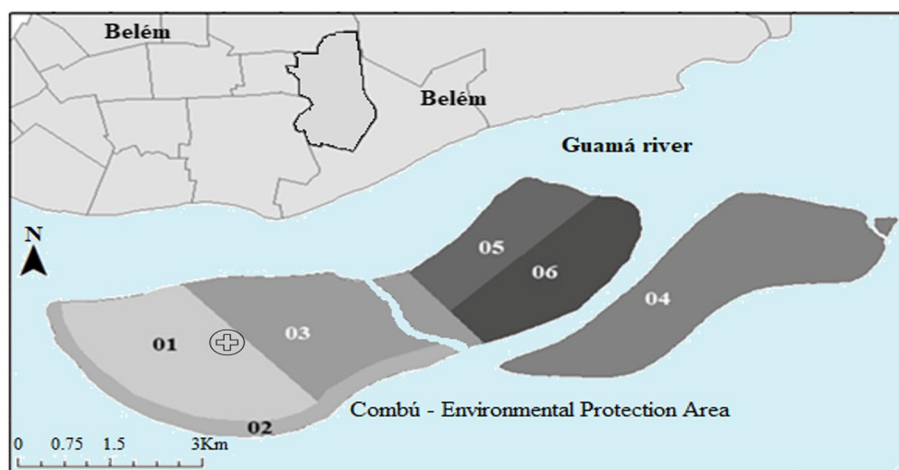 Belém
Belém
Guamá river
N
05
06
04
01
03
02
Combú - Environmental Protection Area
0 0.75 1.5 3Km